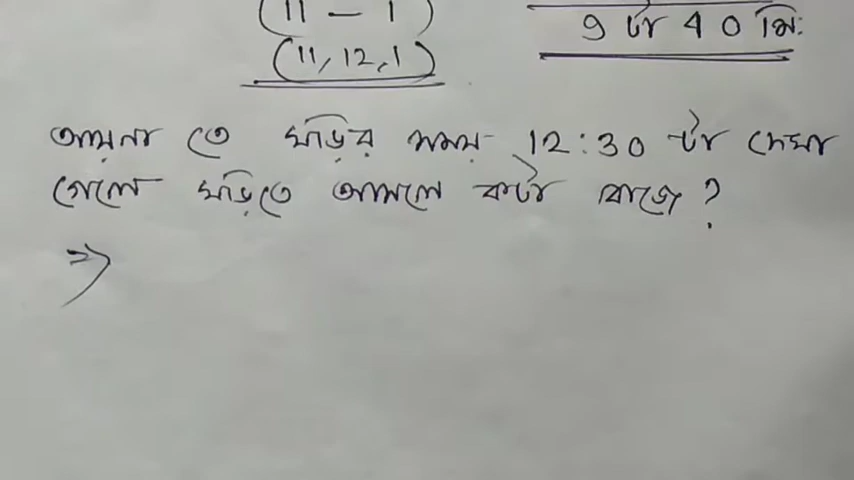 (11 — 1)
(11, 12, 1)
9 টা 40 মি:
আয়না তে ঘড়ির সময় 12:30 টা দেখা
গেলে ঘড়িতে আসলে কটা বাজে ?
⇒